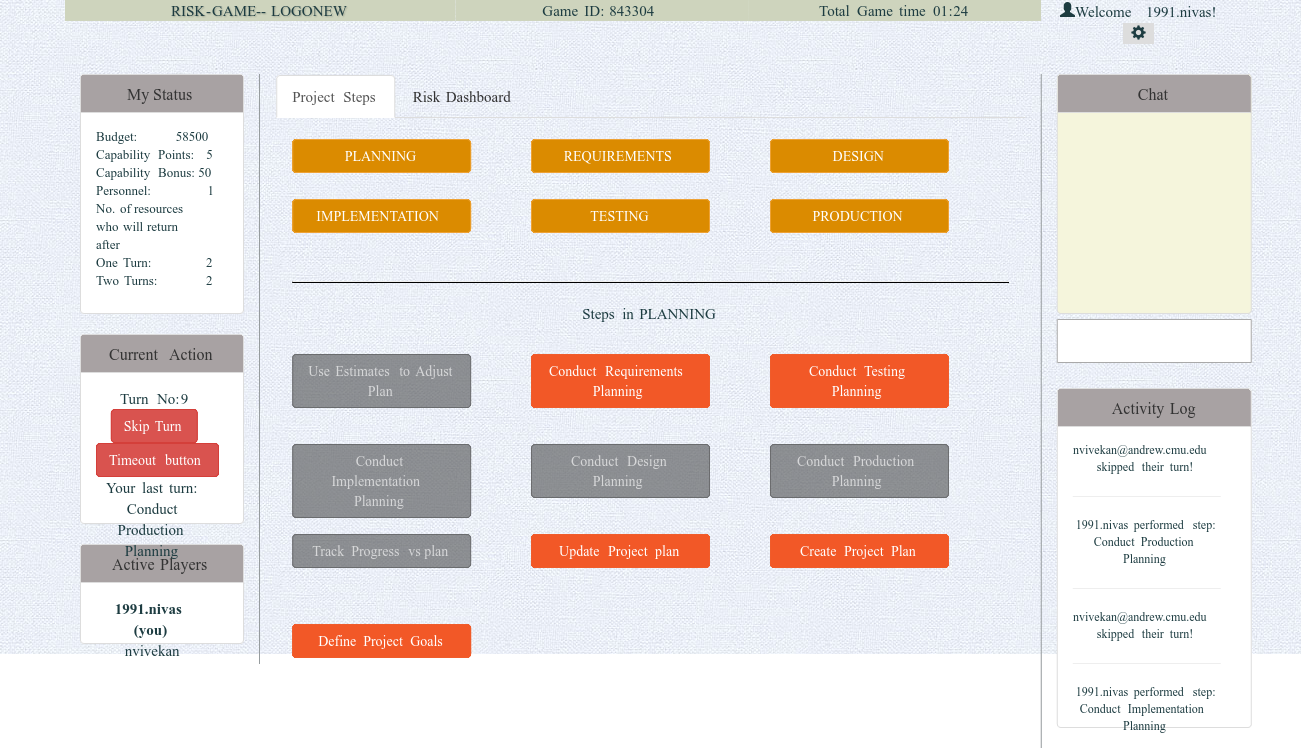 RISK-GAME-- LOGONEW
Game ID: 843304
Total Game time 01:24
Welcome 1991.nivas!
My Status
Budget: 58500
Capability Points: 5
Capability Bonus: 50
Personnel: 1
No. of resources
who will return
after
One Turn: 2
Two Turns: 2
Current Action
Turn No:9
Skip Turn
Timeout button
Your last turn:
Conduct
Production
Planning
Active Players
1991.nivas
(you)
nvivekan
Project Steps
Risk Dashboard
PLANNING
REQUIREMENTS
DESIGN
IMPLEMENTATION
TESTING
PRODUCTION
Steps in PLANNING
Use Estimates to Adjust
Plan
Conduct Requirements
Planning
Conduct Testing
Planning
Conduct
Implementation
Planning
Conduct Design
Planning
Conduct Production
Planning
Track Progress vs plan
Update Project plan
Create Project Plan
Define Project Goals
Chat
Activity Log
nvivekan@andrew.cmu.edu
skipped their turn!
1991.nivas performed step:
Conduct Production
Planning
nvivekan@andrew.cmu.edu
skipped their turn!
1991.nivas performed step:
Conduct Implementation
Planning